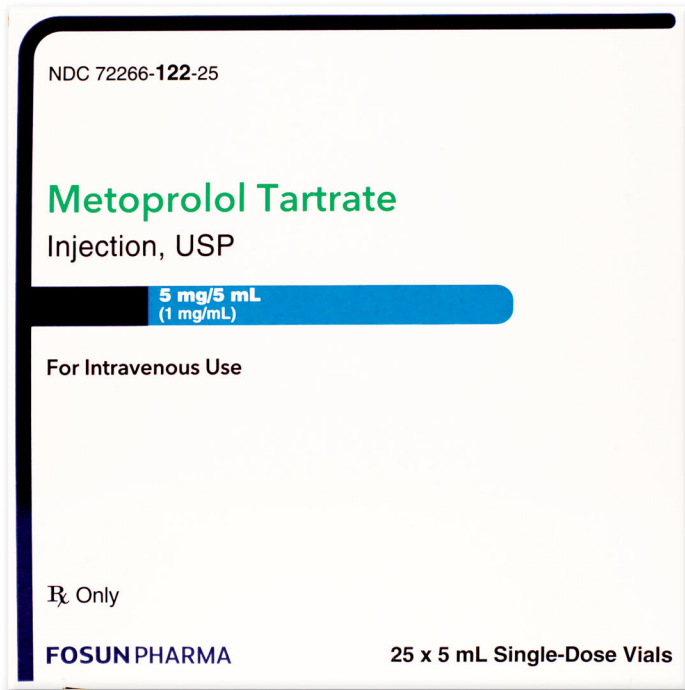 NDC 72266-122-25
Metoprolol Tartrate
Injection, USP
5 mg/5 mL
(1 mg/mL)
For Intravenous Use
℞ Only
FOSUN PHARMA
25 x 5 mL Single-Dose Vials